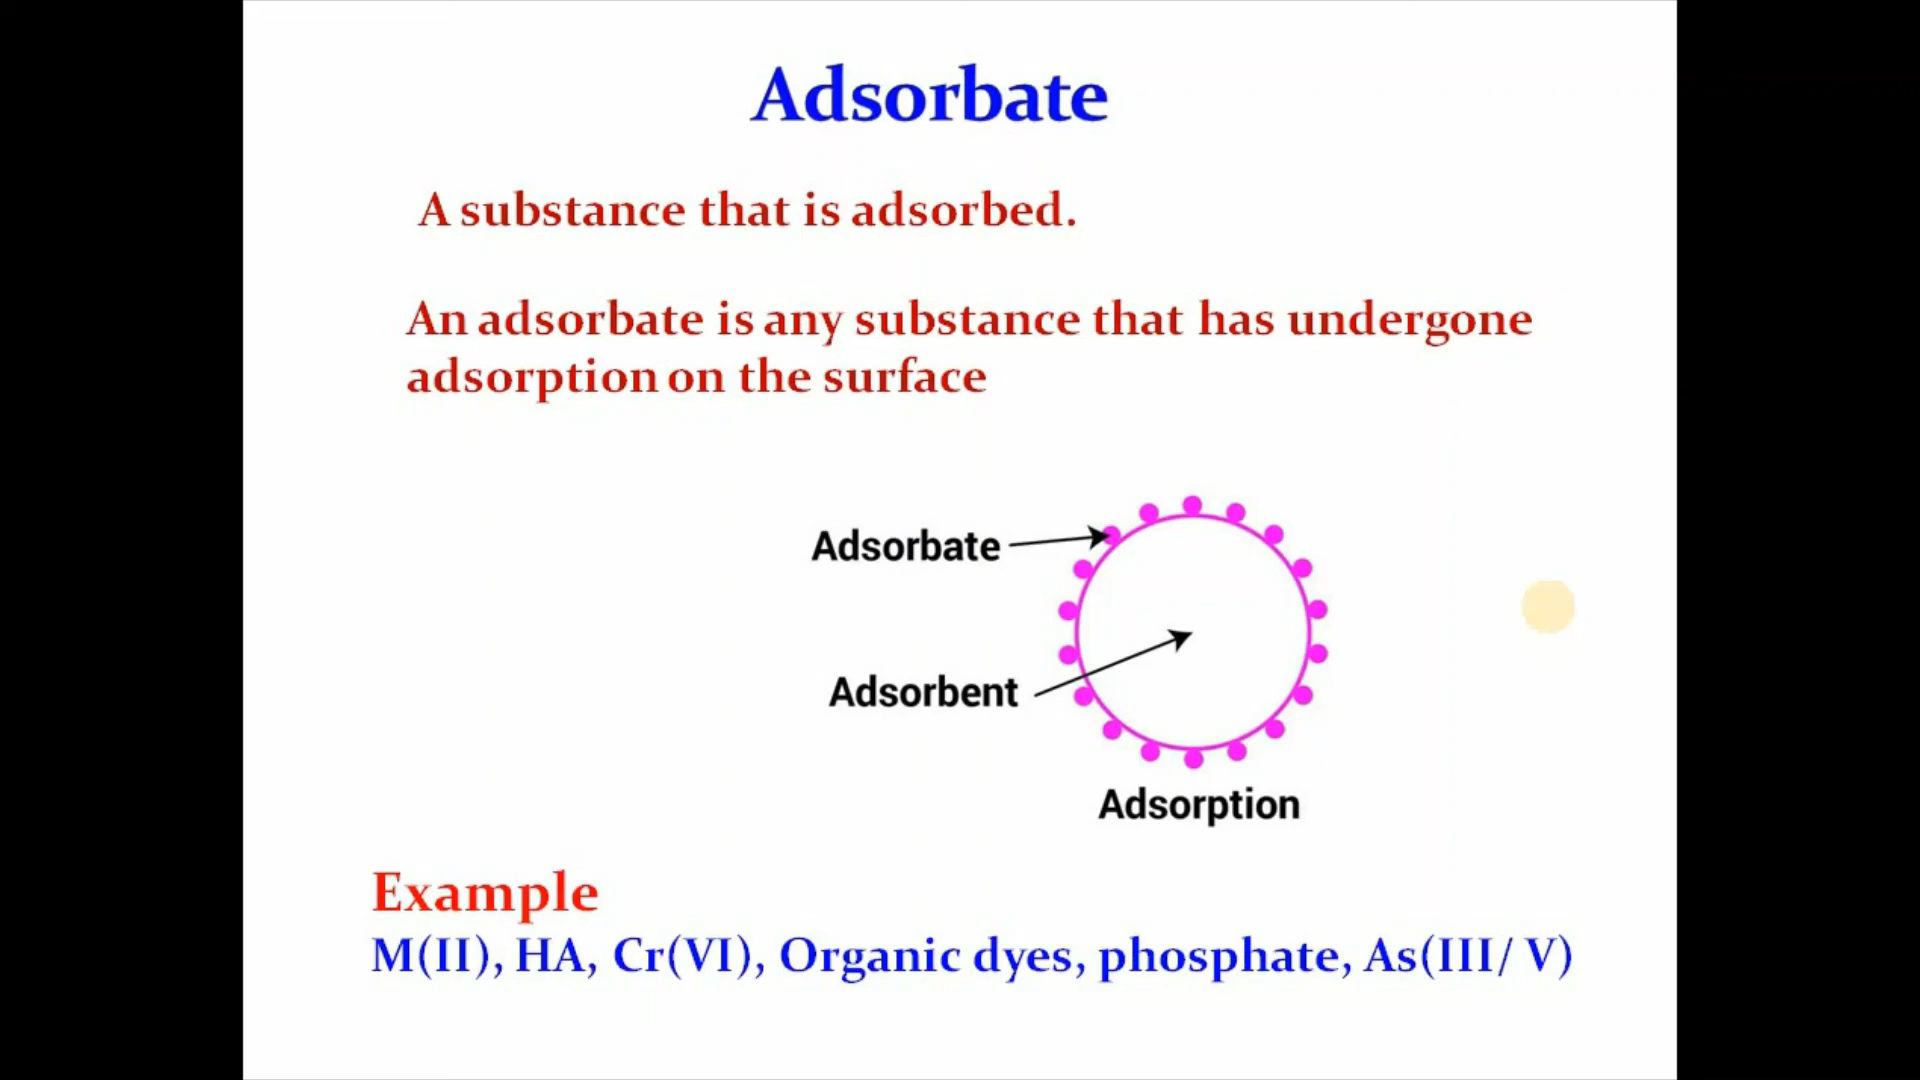 Adsorbate
A substance that is adsorbed.
An adsorbate is any substance that has undergone
adsorption on the surface
Adsorbate
Adsorbent
Adsorption
Example
M(II), HA, Cr(VI), Organic dyes, phosphate, As(III/ V)